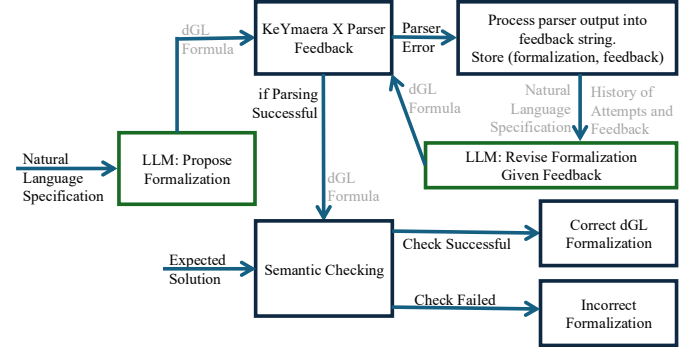 dGL
Formula
KeYmaera X Parser
Feedback
Parser
Error
Process parser output into
feedback string.
Store (formalization, feedback)
if Parsing
Successful
dGL
Formula
Natural
Language
Specification
History of
Attempts and
Feedback
Natural
Language
Specification
LLM: Propose
Formalization
LLM: Revise Formalization
Given Feedback
dGL
Formula
Expected
Solution
Semantic Checking
Check Successful
Correct dGL
Formalization
Check Failed
Incorrect
Formalization